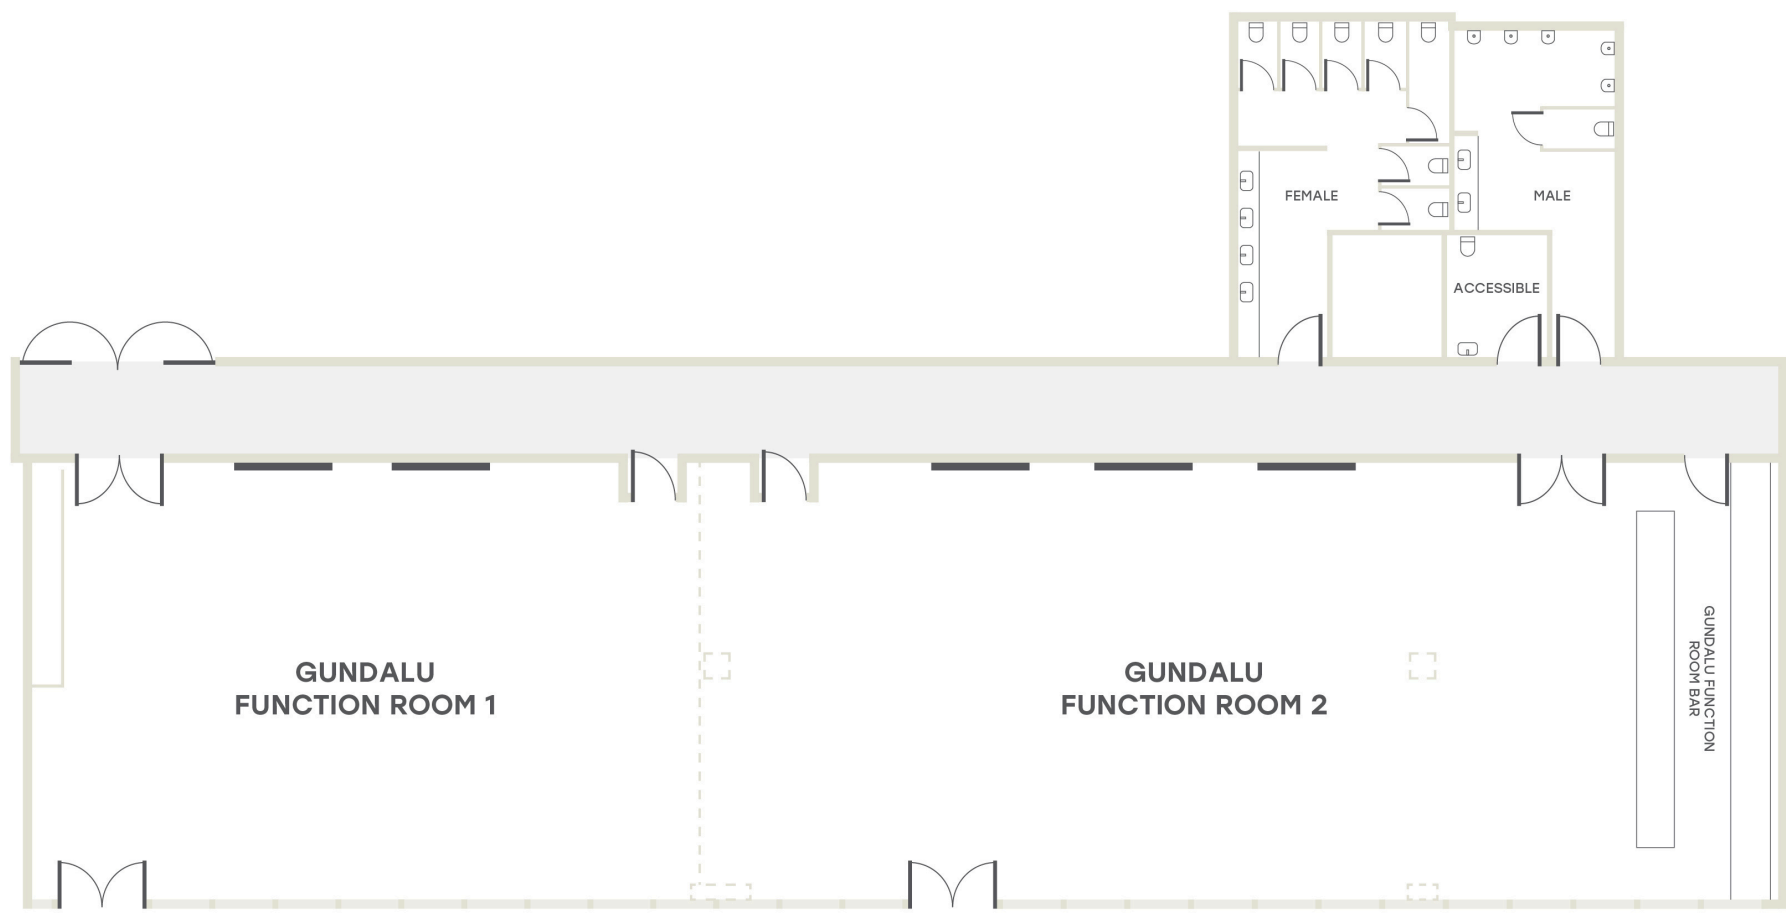 FEMALE
MALE
ACCESSIBLE
GUNDALU
FUNCTION ROOM 1
GUNDALU
FUNCTION ROOM 2
GUNDALU FUNCTION
ROOM BAR